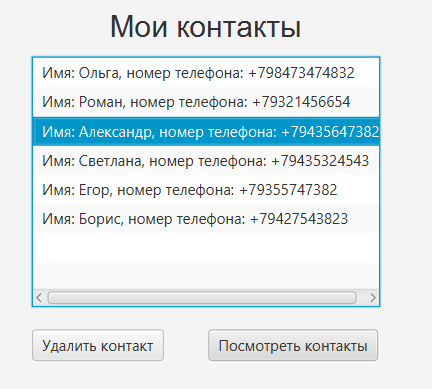 Мои контакты
Имя: Ольга, номер телефона: +798473474832
Имя: Роман, номер телефона: +79321456654
Имя: Александр, номер телефона: +79435647382
Имя: Светлана, номер телефона: +79435324543
Имя: Егор, номер телефона: +79355747382
Имя: Борис, номер телефона: +79427543823
Удалить контакт
Посмотреть контакты